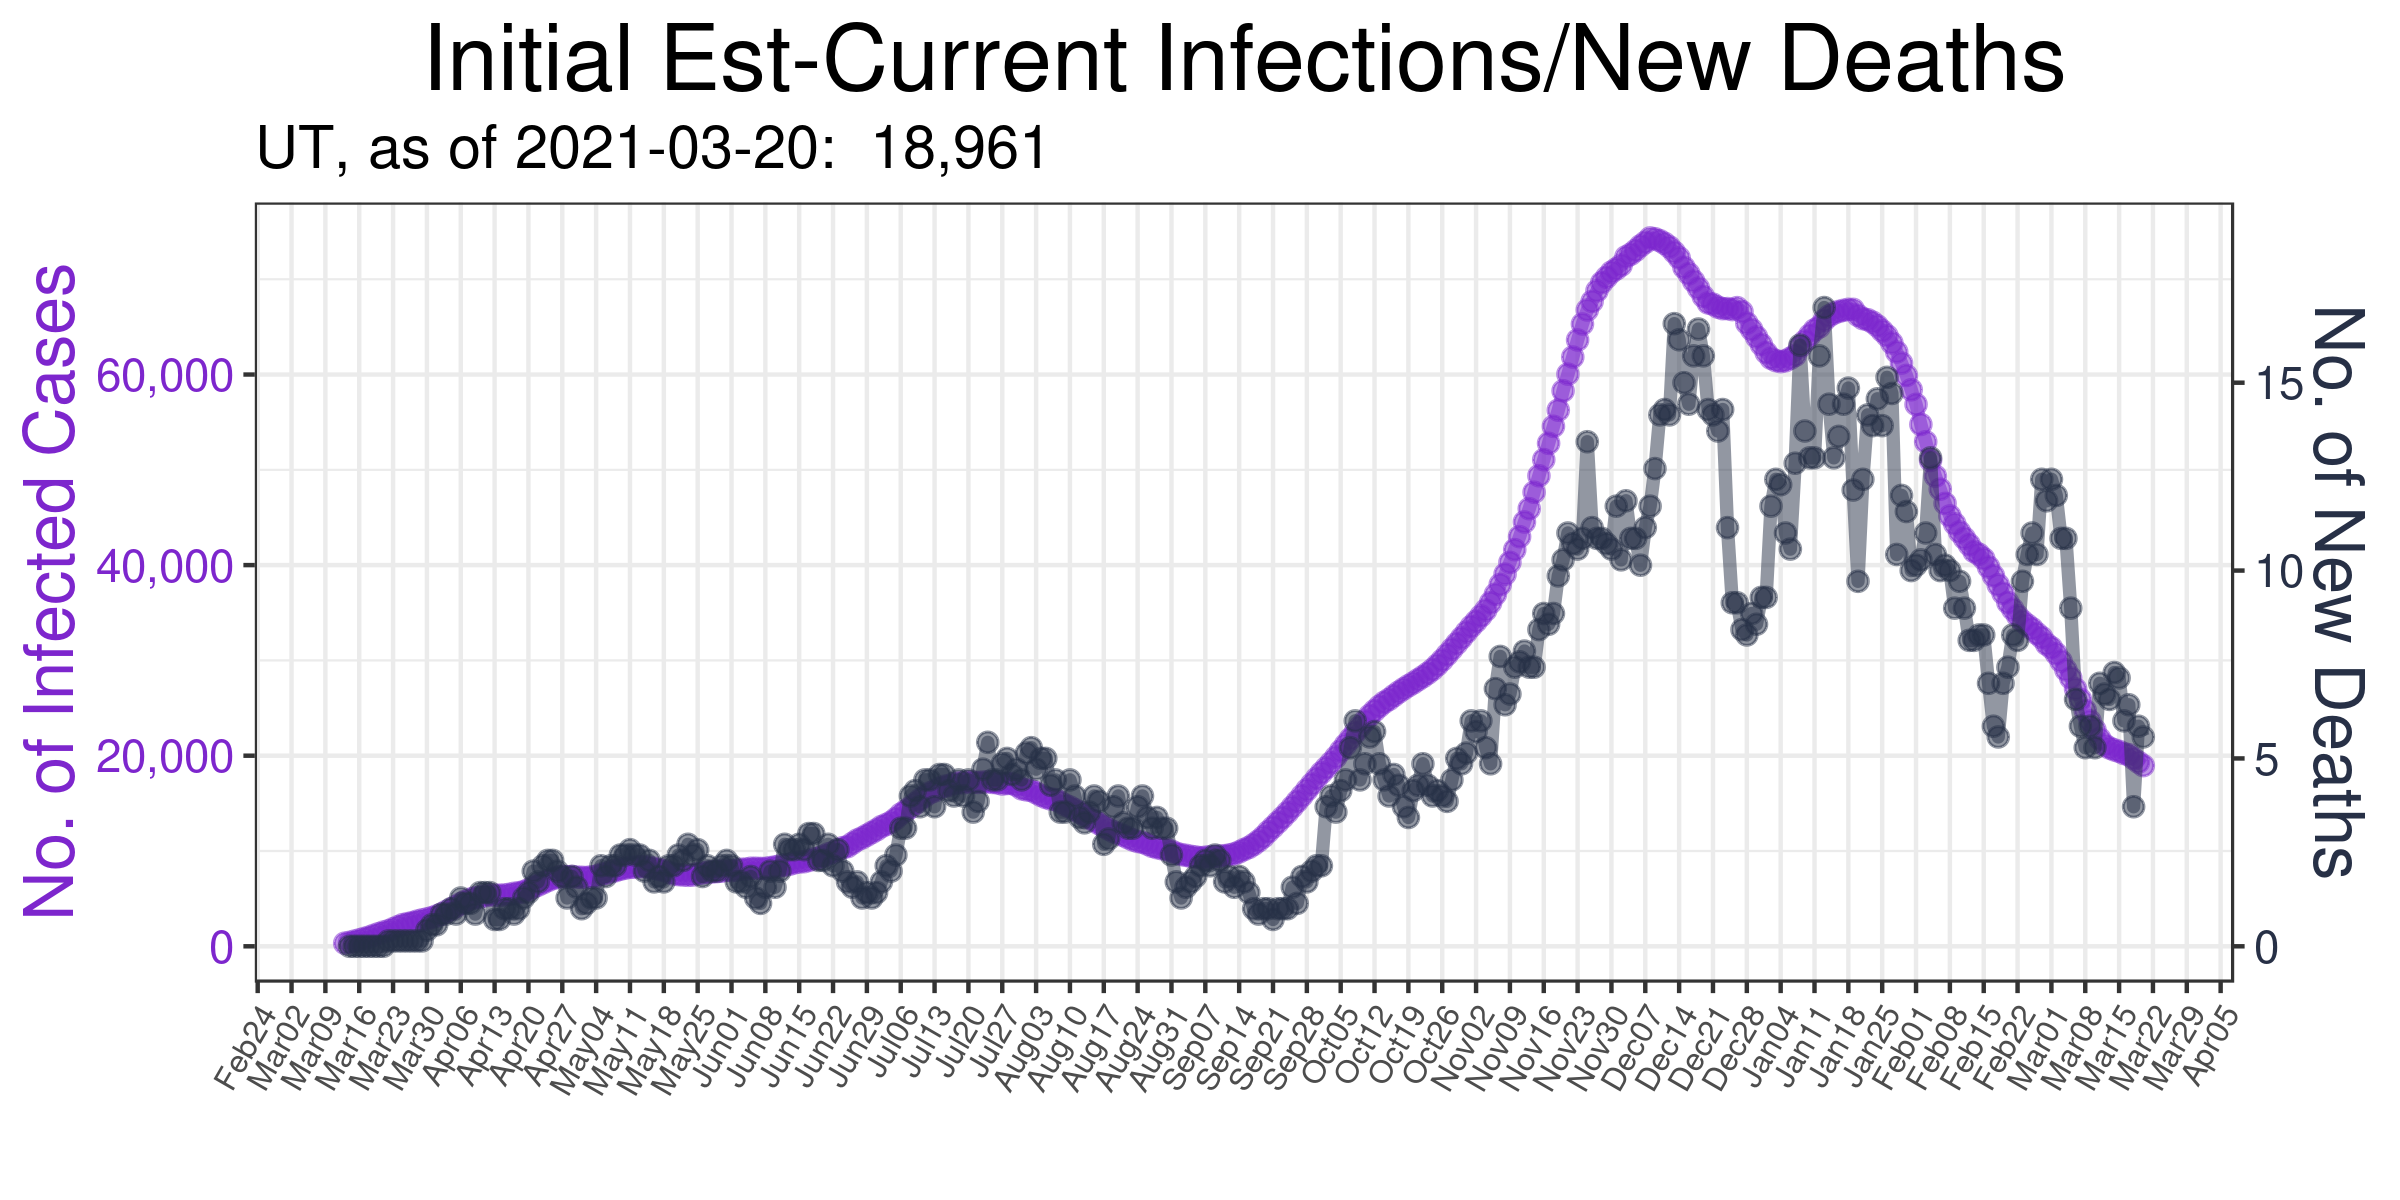 Initial Est-Current Infections/New Deaths
UT, as of 2021-03-20: 18,961
No. of Infected Cases
60,000
40,000
20,000
0
No. of New Deaths
15
10
5
0
Feb24
Mar02
Mar09
Mar16
Mar23
Mar30
Apr06
Apr13
Apr20
Apr27
May04
May11
May18
May25
Jun01
Jun08
Jun15
Jun22
Jun29
Jul06
Jul13
Jul20
Jul27
Aug03
Aug10
Aug17
Aug24
Aug31
Sep07
Sep14
Sep21
Sep28
Oct05
Oct12
Oct19
Oct26
Nov02
Nov09
Nov16
Nov23
Nov30
Dec07
Dec14
Dec21
Dec28
Jan04
Jan11
Jan18
Jan25
Feb01
Feb08
Feb15
Feb22
Mar01
Mar08
Mar15
Mar22
Mar29
Apr05